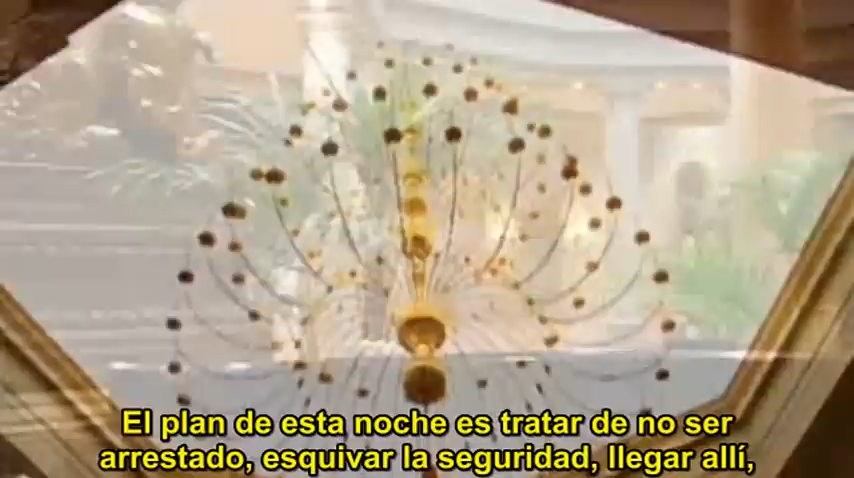 El plan de esta noche es tratar de no ser
arrestado, esquivar la seguridad, llegar allí,